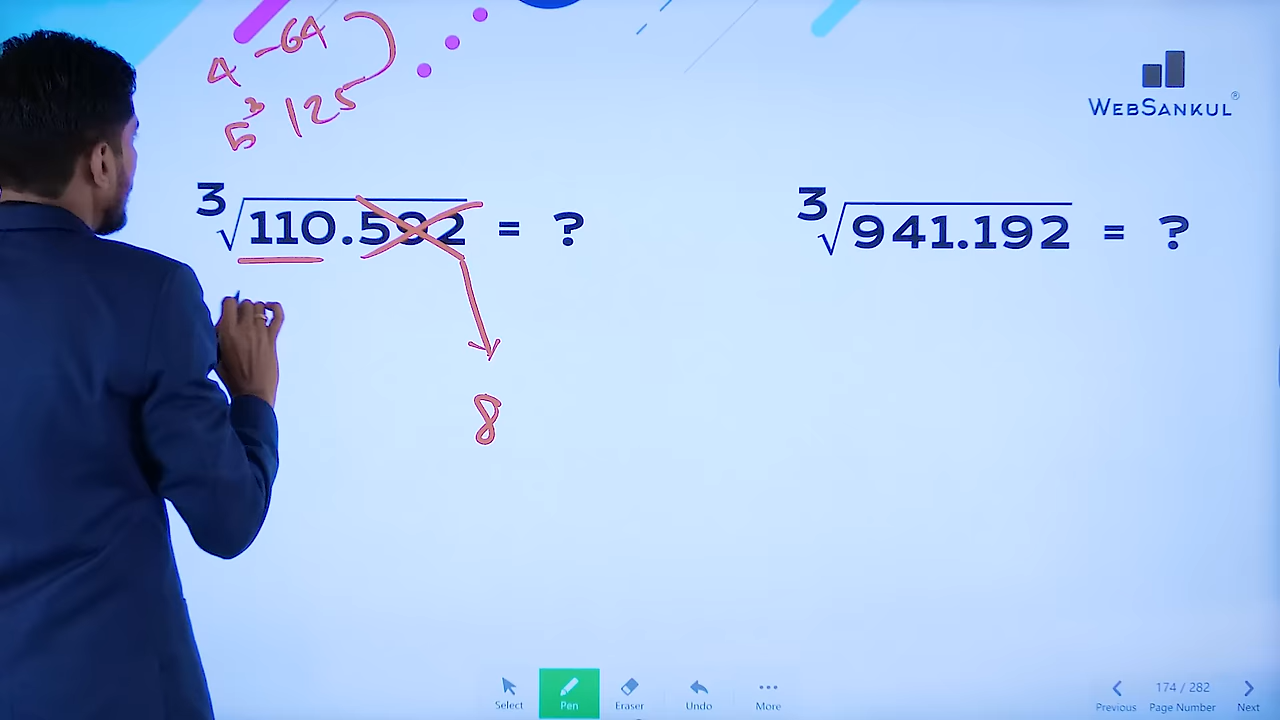 4 -64
5³ 125
WEBSANKUL®
3√110.592 = ?
3√941.192 = ?
8
Select
Pen
Eraser
Undo
More
Previous
174 / 282
Page Number
Next